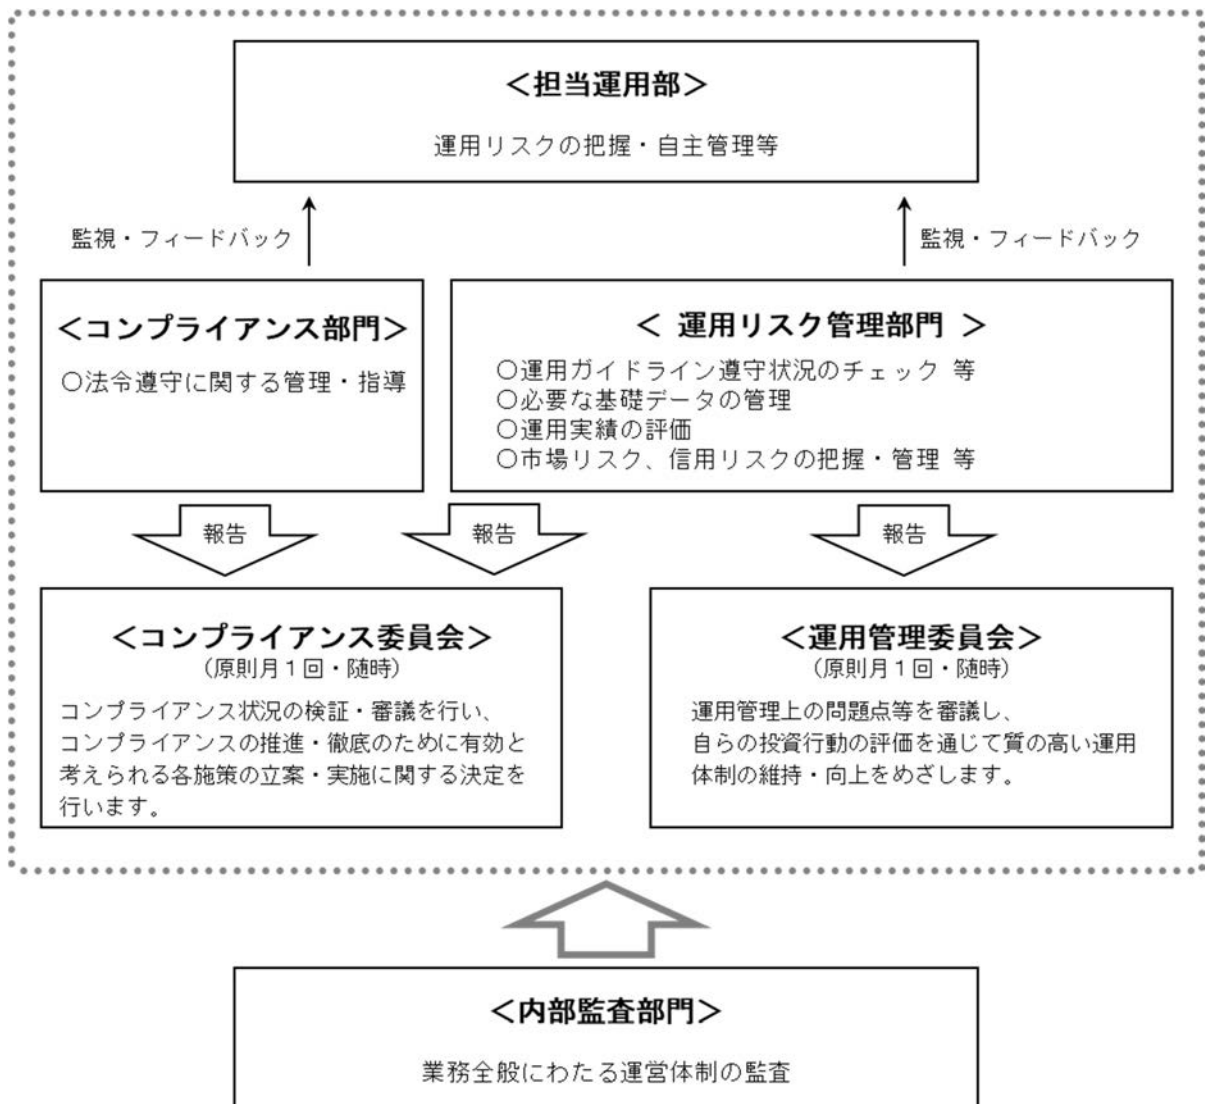 ＜担当運用部＞
運用リスクの把握・自主管理等
監視・フィードバック
監視・フィードバック
＜コンプライアンス部門＞
○法令遵守に関する管理・指導
＜ 運用リスク管理部門 ＞
○運用ガイドライン遵守状況のチェック 等
○必要な基礎データの管理
○運用実績の評価
○市場リスク、信用リスクの把握・管理 等
報告
報告
報告
＜コンプライアンス委員会＞
（原則月１回・随時）
コンプライアンス状況の検証・審議を行い、
コンプライアンスの推進・徹底のために有効と
考えられる各施策の立案・実施に関する決定を
行います。
＜運用管理委員会＞
（原則月１回・随時）
運用管理上の問題点等を審議し、
自らの投資行動の評価を通じて質の高い運用
体制の維持・向上をめざします。
＜内部監査部門＞
業務全般にわたる運営体制の監査